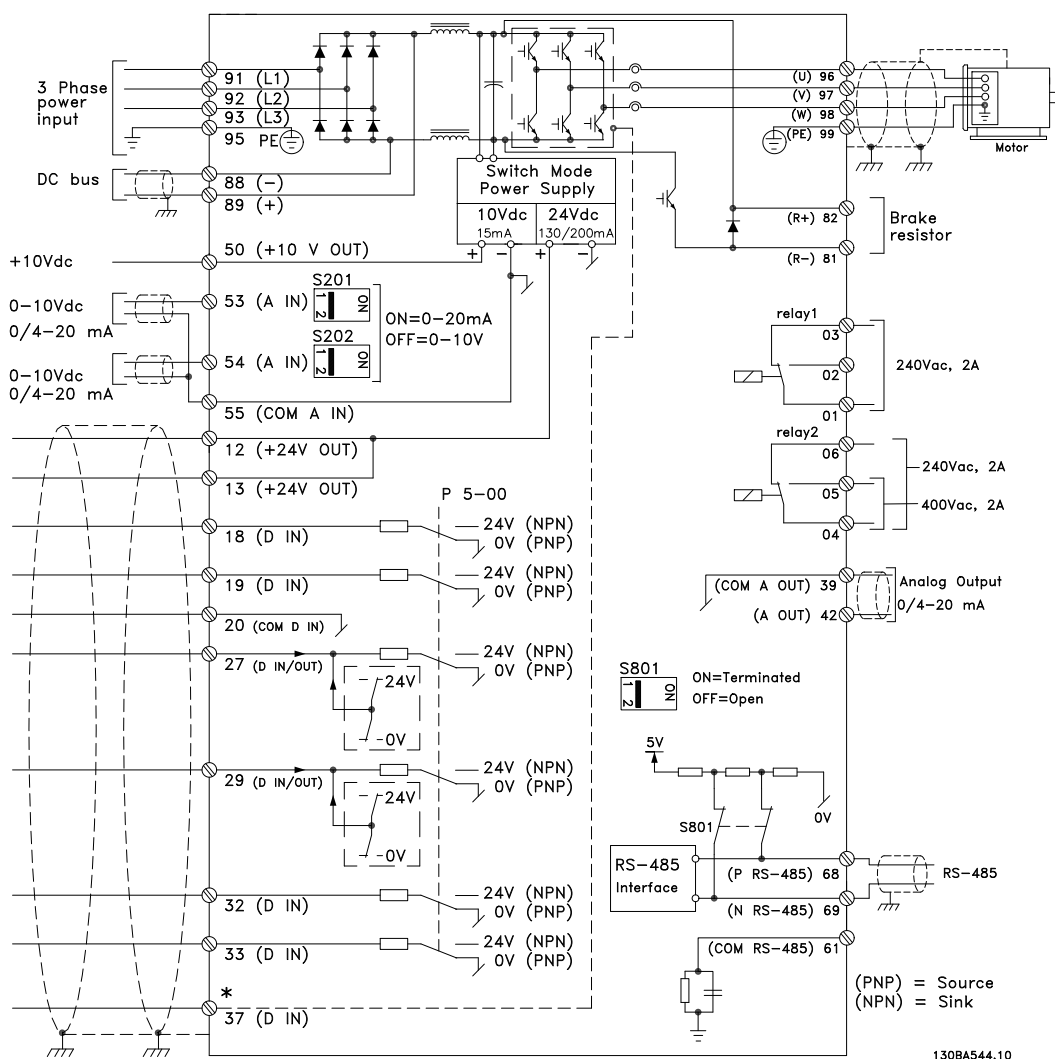 3 Phase
power
input
91 (L1)
92 (L2)
93 (L3)
95 PE
DC bus
88 (-)
89 (+)
Switch Mode
Power Supply
10Vdc
15mA
24Vdc
130/200mA
+ - + -
+10Vdc
50 (+10 V OUT)
0-10Vdc
0/4-20 mA
53 (A IN)
S201
1 2
ON
ON=0-20mA
OFF=0-10V
S202
1 2
ON
0-10Vdc
0/4-20 mA
54 (A IN)
55 (COM A IN)
12 (+24V OUT)
13 (+24V OUT)
P 5-00
18 (D IN)
24V (NPN)
0V (PNP)
19 (D IN)
24V (NPN)
0V (PNP)
20 (COM D IN)
27 (D IN/OUT)
24V (NPN)
0V (PNP)
24V
0V
29 (D IN/OUT)
24V (NPN)
0V (PNP)
24V
0V
32 (D IN)
24V (NPN)
0V (PNP)
33 (D IN)
24V (NPN)
0V (PNP)
*
37 (D IN)
(U) 96
(V) 97
(W) 98
(PE) 99
Motor
(R+) 82
(R-) 81
Brake
resistor
relay1
03
02
01
240Vac, 2A
relay2
06
05
04
240Vac, 2A
400Vac, 2A
(COM A OUT) 39
(A OUT) 42
Analog Output
0/4-20 mA
S801
1 2
ON
ON=Terminated
OFF=Open
5V
0V
S801
RS-485
Interface
(P RS-485) 68
(N RS-485) 69
RS-485
(COM RS-485) 61
(PNP) = Source
(NPN) = Sink
130BA544.10